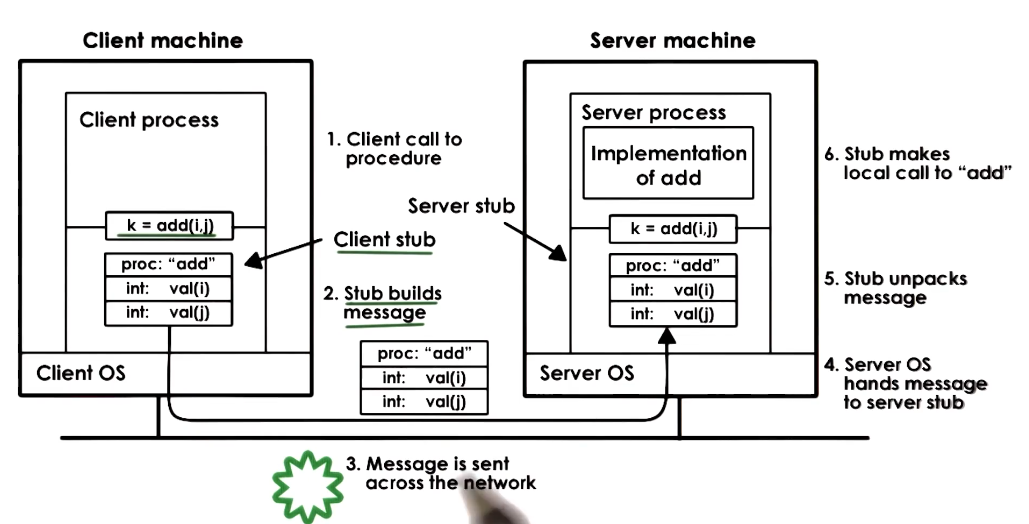 Client machine
Server machine
Client process
k = add(i,j)
proc: "add"
int: val(i)
int: val(j)
Client OS
1. Client call to
procedure
Server stub
Client stub
2. Stub builds
message
proc: "add"
int: val(i)
int: val(j)
3. Message is sent
across the network
Server process
Implementation
of add
k = add(i,j)
proc: "add"
int: val(i)
int: val(j)
Server OS
6. Stub makes
local call to "add"
5. Stub unpacks
message
4. Server OS
hands message
to server stub